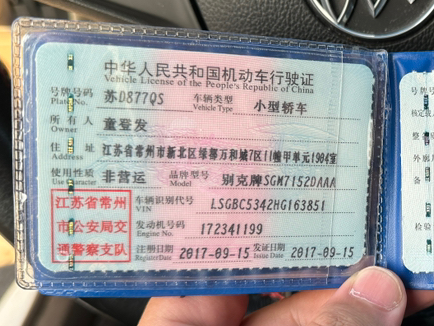 中华人民共和国机动车行驶证
Vehicle License of the People's Republic of China
号牌号码 苏D877QS 车辆类型 小型轿车
Plate No. Vehicle Type
所有人 童登发
Owner
住址 江苏省常州市新北区绿都万和城7区11幢甲单元1904室
Address
使用性质 非营运 品牌型号 别克牌SGM7152DAAA
Use Character Model
江苏省常州 车辆识别代号 LSGBC5342HG163851
VIN
市公安局交 发动机号码 172341199
Engine No.
通警察支队 注册日期 2017-09-15 发证日期 2017-09-15
Register Date Issue Date